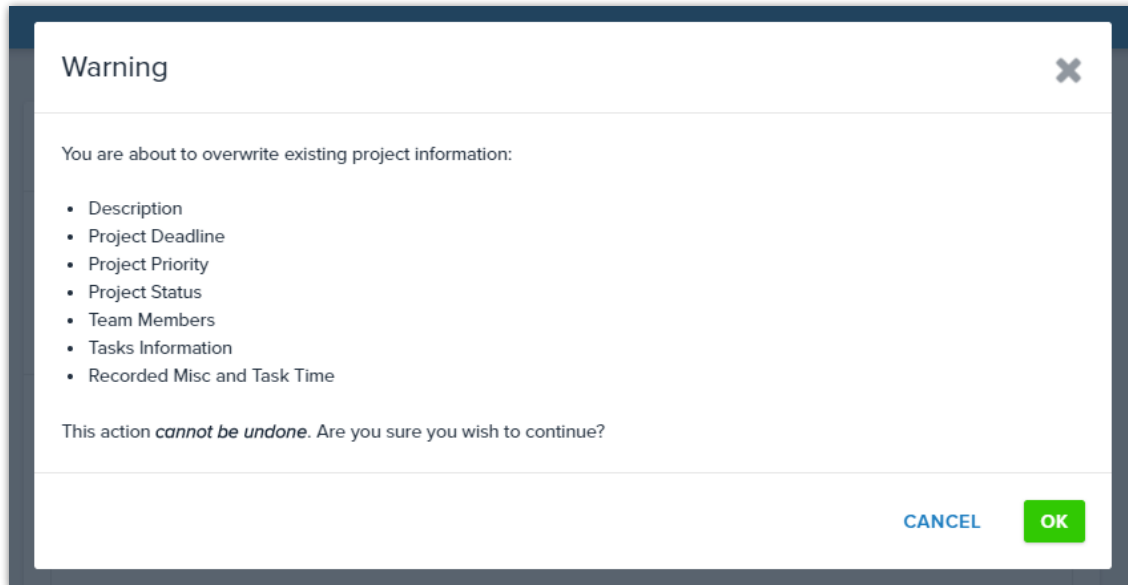 Warning
You are about to overwrite existing project information:
• Description
• Project Deadline
• Project Priority
• Project Status
• Team Members
• Tasks Information
• Recorded Misc and Task Time
This action cannot be undone. Are you sure you wish to continue?
CANCEL
OK